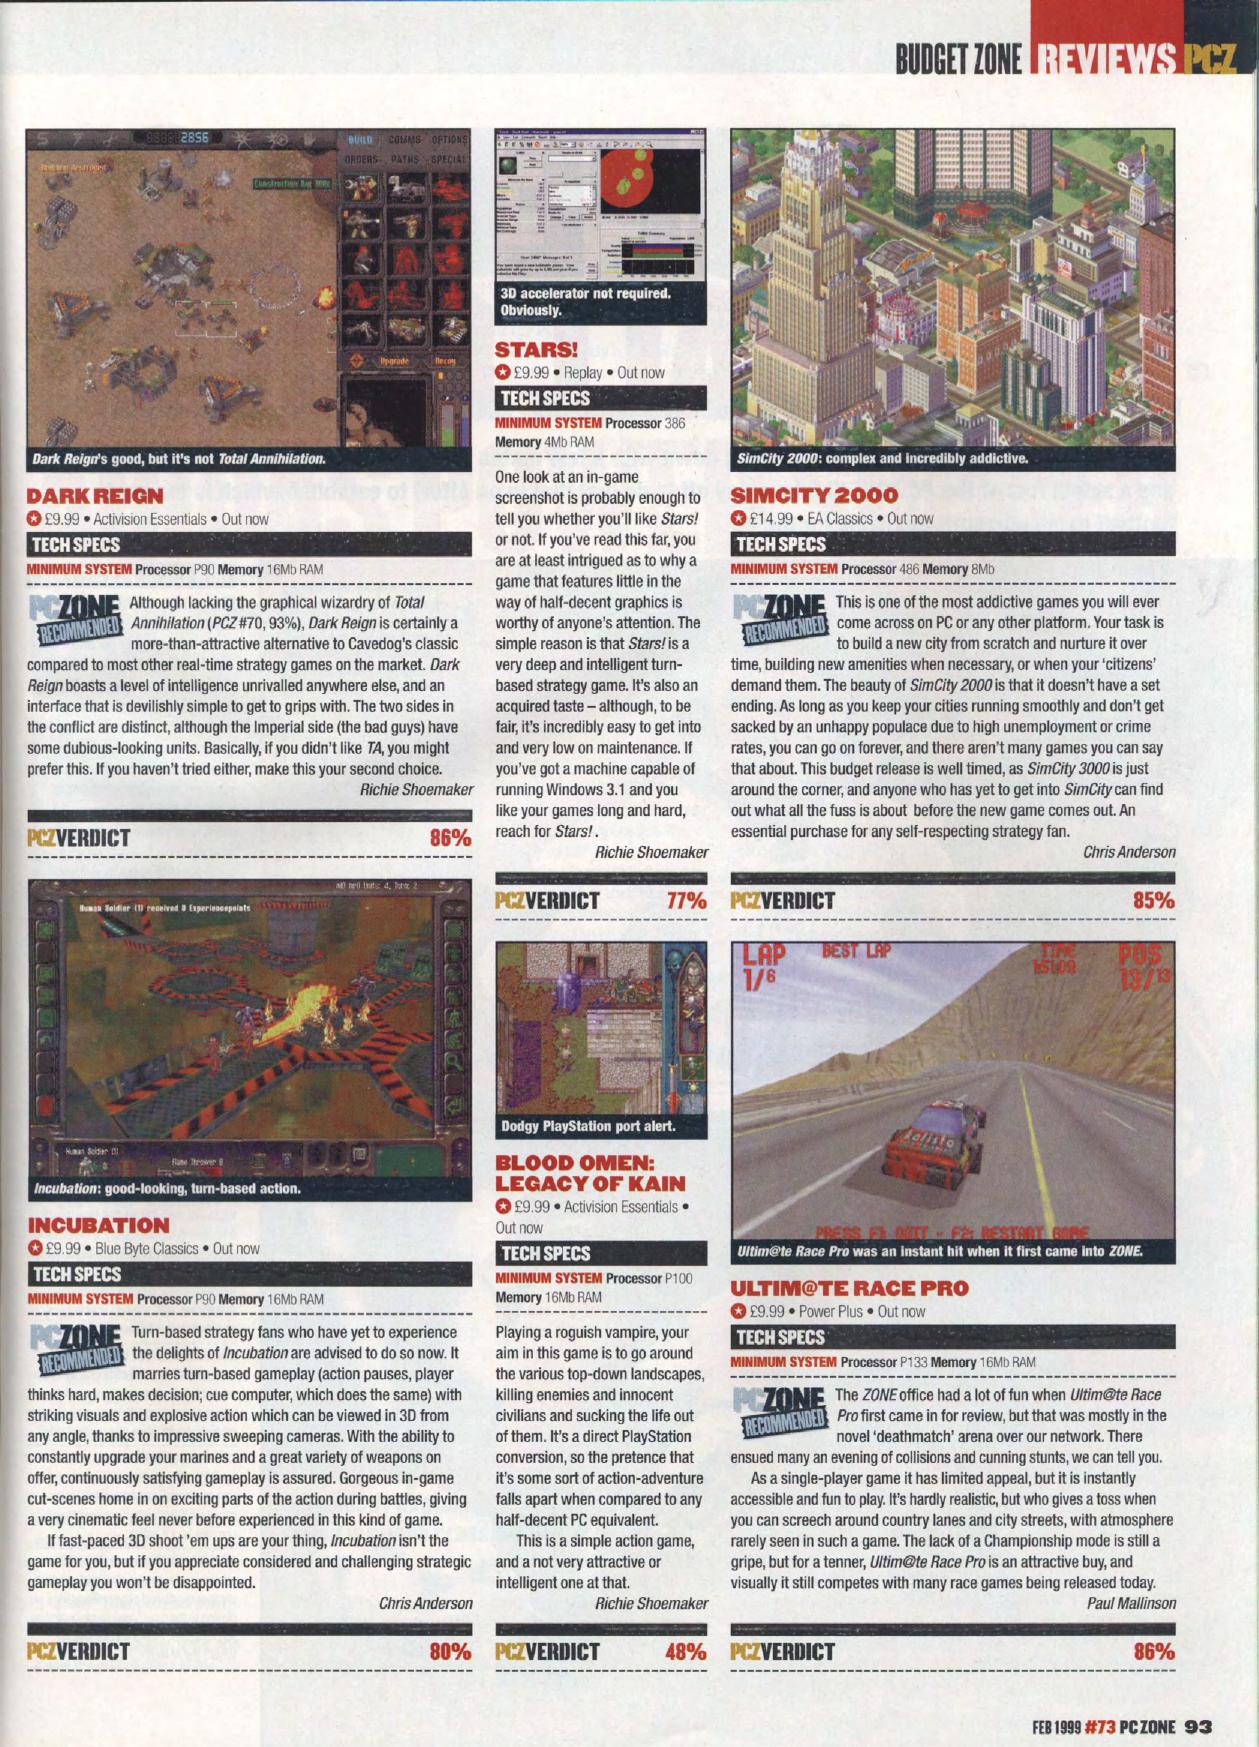 BUDGET ZONE REVIEWS PCZ
2856
BUILD COMMS OPTIONS
ORDERS PATHS SPECIAL
Building destroyed
Upgrade Decoy
Dark Reign's good, but it's not Total Annihilation.
DARK REIGN
£9.99 • Activision Essentials • Out now
TECH SPECS
MINIMUM SYSTEM Processor P90 Memory 16Mb RAM
PCZONE RECOMMENDED
Although lacking the graphical wizardry of Total
Annihilation (PCZ #70, 93%), Dark Reign is certainly a
more-than-attractive alternative to Cavedog's classic
compared to most other real-time strategy games on the market. Dark
Reign boasts a level of intelligence unrivalled anywhere else, and an
interface that is devilishly simple to get to grips with. The two sides in
the conflict are distinct, although the Imperial side (the bad guys) have
some dubious-looking units. Basically, if you didn't like TA, you might
prefer this. If you haven't tried either, make this your second choice.
Richie Shoemaker
PCZVERDICT 86%
Human Soldier (1) received 8 Experiencepoints
Human Soldier (1)
Flame Thrower 8
Incubation: good-looking, turn-based action.
INCUBATION
£9.99 • Blue Byte Classics • Out now
TECH SPECS
MINIMUM SYSTEM Processor P90 Memory 16Mb RAM
PCZONE RECOMMENDED
Turn-based strategy fans who have yet to experience
the delights of Incubation are advised to do so now. It
marries turn-based gameplay (action pauses, player
thinks hard, makes decision; cue computer, which does the same) with
striking visuals and explosive action which can be viewed in 3D from
any angle, thanks to impressive sweeping cameras. With the ability to
constantly upgrade your marines and a great variety of weapons on
offer, continuously satisfying gameplay is assured. Gorgeous in-game
cut-scenes home in on exciting parts of the action during battles, giving
a very cinematic feel never before experienced in this kind of game.
If fast-paced 3D shoot 'em ups are your thing, Incubation isn't the
game for you, but if you appreciate considered and challenging strategic
gameplay you won't be disappointed.
Chris Anderson
PCZVERDICT 80%
3D accelerator not required.
Obviously.
STARS!
£9.99 • Replay • Out now
TECH SPECS
MINIMUM SYSTEM Processor 386
Memory 4Mb RAM
One look at an in-game
screenshot is probably enough to
tell you whether you'll like Stars!
or not. If you've read this far, you
are at least intrigued as to why a
game that features little in the
way of half-decent graphics is
worthy of anyone's attention. The
simple reason is that Stars! is a
very deep and intelligent turn-
based strategy game. It's also an
acquired taste – although, to be
fair, it's incredibly easy to get into
and very low on maintenance. If
you've got a machine capable of
running Windows 3.1 and you
like your games long and hard,
reach for Stars! .
Richie Shoemaker
PCZVERDICT 77%
Dodgy PlayStation port alert.
BLOOD OMEN:
LEGACY OF KAIN
£9.99 • Activision Essentials •
Out now
TECH SPECS
MINIMUM SYSTEM Processor P100
Memory 16Mb RAM
Playing a roguish vampire, your
aim in this game is to go around
the various top-down landscapes,
killing enemies and innocent
civilians and sucking the life out
of them. It's a direct PlayStation
conversion, so the pretence that
it's some sort of action-adventure
falls apart when compared to any
half-decent PC equivalent.
This is a simple action game,
and a not very attractive or
intelligent one at that.
Richie Shoemaker
PCZVERDICT 48%
SimCity 2000: complex and incredibly addictive.
SIMCITY 2000
£14.99 • EA Classics • Out now
TECH SPECS
MINIMUM SYSTEM Processor 486 Memory 8Mb
PCZONE RECOMMENDED
This is one of the most addictive games you will ever
come across on PC or any other platform. Your task is
to build a new city from scratch and nurture it over
time, building new amenities when necessary, or when your 'citizens'
demand them. The beauty of SimCity 2000 is that it doesn't have a set
ending. As long as you keep your cities running smoothly and don't get
sacked by an unhappy populace due to high unemployment or crime
rates, you can go on forever, and there aren't many games you can say
that about. This budget release is well timed, as SimCity 3000 is just
around the corner, and anyone who has yet to get into SimCity can find
out what all the fuss is about before the new game comes out. An
essential purchase for any self-respecting strategy fan.
Chris Anderson
PCZVERDICT 85%
LAP BEST LAP TIME POS
1/6 13/13
PRESS F1: QUIT - F2: RESTART GAME
Ultim@te Race Pro was an instant hit when it first came into ZONE.
ULTIM@TE RACE PRO
£9.99 • Power Plus • Out now
TECH SPECS
MINIMUM SYSTEM Processor P133 Memory 16Mb RAM
PCZONE RECOMMENDED
The ZONE office had a lot of fun when Ultim@te Race
Pro first came in for review, but that was mostly in the
novel 'deathmatch' arena over our network. There
ensued many an evening of collisions and cunning stunts, we can tell you.
As a single-player game it has limited appeal, but it is instantly
accessible and fun to play. It's hardly realistic, but who gives a toss when
you can screech around country lanes and city streets, with atmosphere
rarely seen in such a game. The lack of a Championship mode is still a
gripe, but for a tenner, Ultim@te Race Pro is an attractive buy, and
visually it still competes with many race games being released today.
Paul Mallinson
PCZVERDICT 86%
FEB 1999 #73 PC ZONE 93